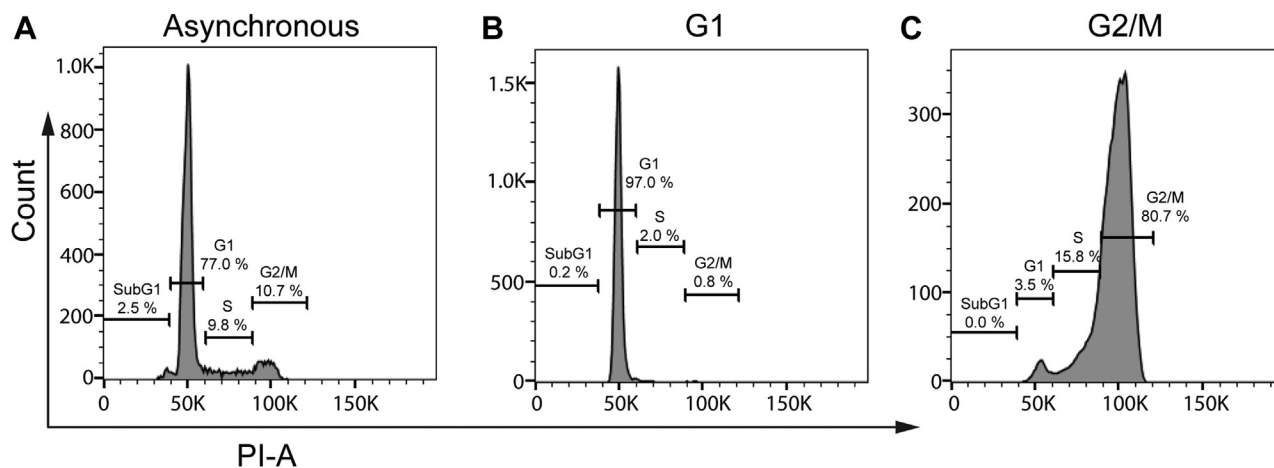 A
Asynchronous
B
G1
C
G2/M
Count
PI-A
1.0K
800
600
400
200
0
SubG1
2.5 %
G1
77.0 %
S
9.8 %
G2/M
10.7 %
0
50K
100K
150K
1.5K
1.0K
500
0
SubG1
0.2 %
G1
97.0 %
S
2.0 %
G2/M
0.8 %
0
50K
100K
150K
300
200
100
0
SubG1
0.0 %
G1
3.5 %
S
15.8 %
G2/M
80.7 %
0
50K
100K
150K